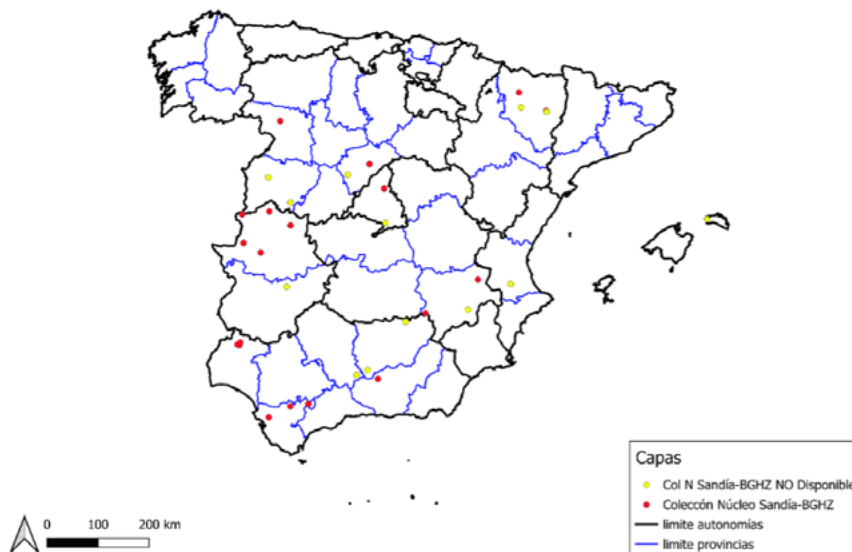 Capas
Col N Sandía-BGHZ NO Disponible
Coleccón Núcleo Sandía-BGHZ
limite autonomías
limite provincias
0 100 200 km